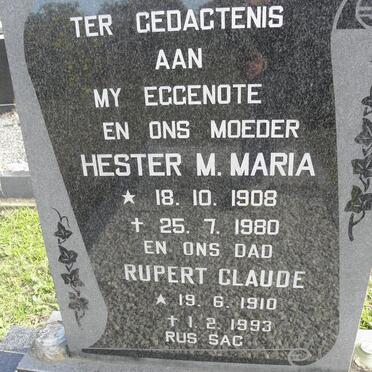 TER GEDACTENIS
AAN
MY EGGENOTE
EN ONS MOEDER
HESTER M. MARIA
★ 18. 10. 1908
✝ 25. 7. 1980
EN ONS DAD
RUPERT CLAUDE
★ 19. 6. 1910
✝ 1. 2. 1993
RUS SAG